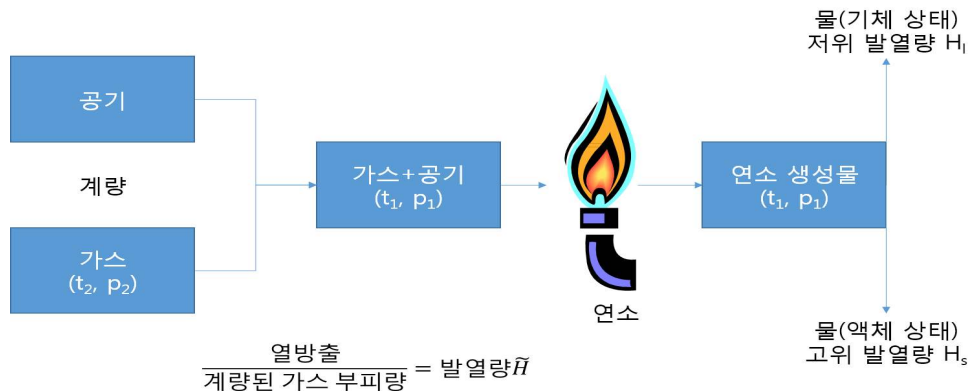 물(기체 상태)
저위 발열량 Hₗ
공기
계량
가스
(t₂, p₂)
가스+공기
(t₁, p₁)
연소
연소 생성물
(t₁, p₁)
물(액체 상태)
고위 발열량 Hₛ
열방출
계량된 가스 부피량
= 발열량H̃